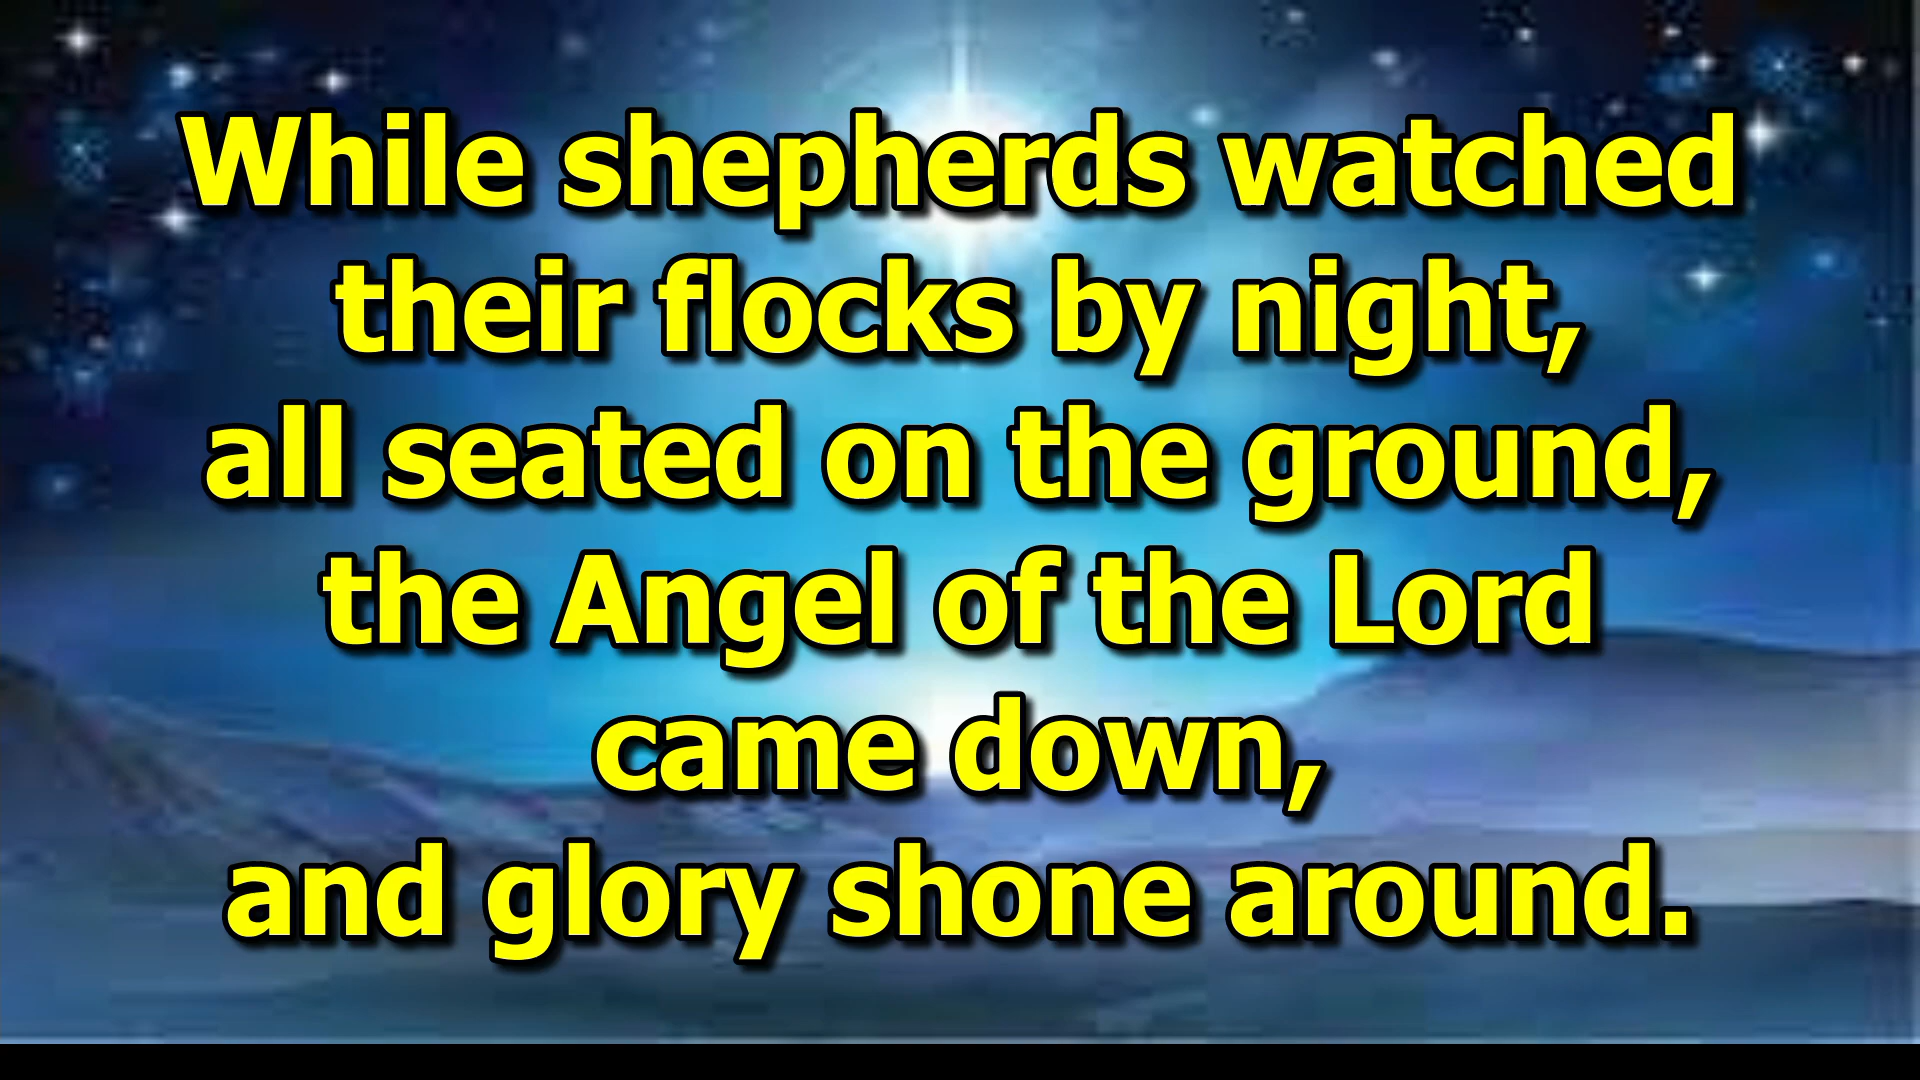 While shepherds watched
their flocks by night,
all seated on the ground,
the Angel of the Lord
came down,
and glory shone around.